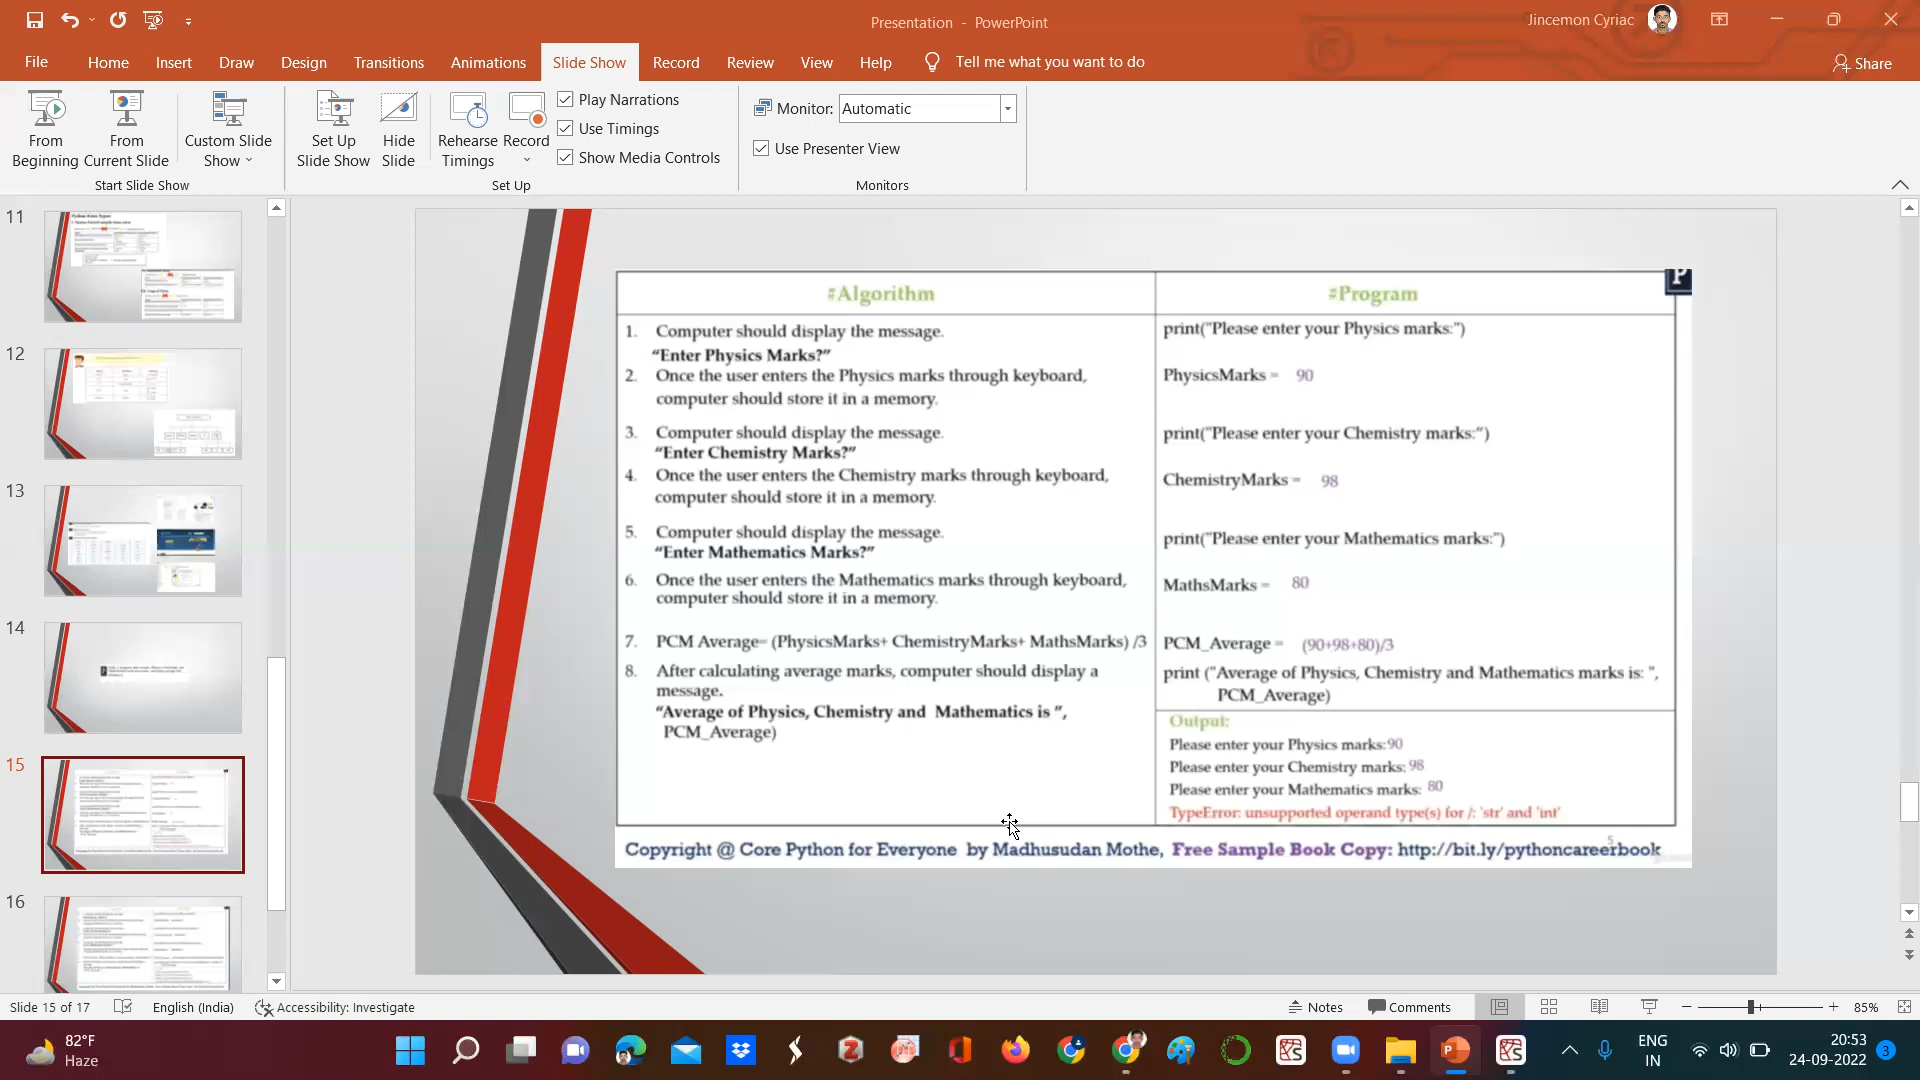 Presentation - PowerPoint
Jincemon Cyriac
File Home Insert Draw Design Transitions Animations Slide Show Record Review View Help Tell me what you want to do Share
From Beginning
From Current Slide
Custom Slide Show
Set Up Slide Show
Hide Slide
Rehearse Timings
Record
Play Narrations
Use Timings
Show Media Controls
Monitor: Automatic
Use Presenter View
Start Slide Show
Set Up
Monitors
11
12
13
14
15
16
#Algorithm
1. Computer should display the message.
“Enter Physics Marks?”
2. Once the user enters the Physics marks through keyboard,
computer should store it in a memory.
3. Computer should display the message.
“Enter Chemistry Marks?”
4. Once the user enters the Chemistry marks through keyboard,
computer should store it in a memory.
5. Computer should display the message.
“Enter Mathematics Marks?”
6. Once the user enters the Mathematics marks through keyboard,
computer should store it in a memory.
7. PCM Average= (PhysicsMarks+ ChemistryMarks+ MathsMarks) /3
8. After calculating average marks, computer should display a
message.
“Average of Physics, Chemistry and Mathematics is ”,
PCM_Average)
#Program
P
print("Please enter your Physics marks:")
PhysicsMarks = 90
print("Please enter your Chemistry marks:")
ChemistryMarks = 98
print("Please enter your Mathematics marks:")
MathsMarks = 80
PCM_Average = (90+98+80)/3
print ("Average of Physics, Chemistry and Mathematics marks is: ",
PCM_Average)
Output:
Please enter your Physics marks:90
Please enter your Chemistry marks: 98
Please enter your Mathematics marks: 80
TypeError: unsupported operand type(s) for /: 'str' and 'int'
5
Copyright @ Core Python for Everyone by Madhusudan Mothe, Free Sample Book Copy: http://bit.ly/pythoncareerbook
Slide 15 of 17
English (India)
Accessibility: Investigate
Notes
Comments
85%
82°F
Haze
ENG
IN
20:53
24-09-2022
3